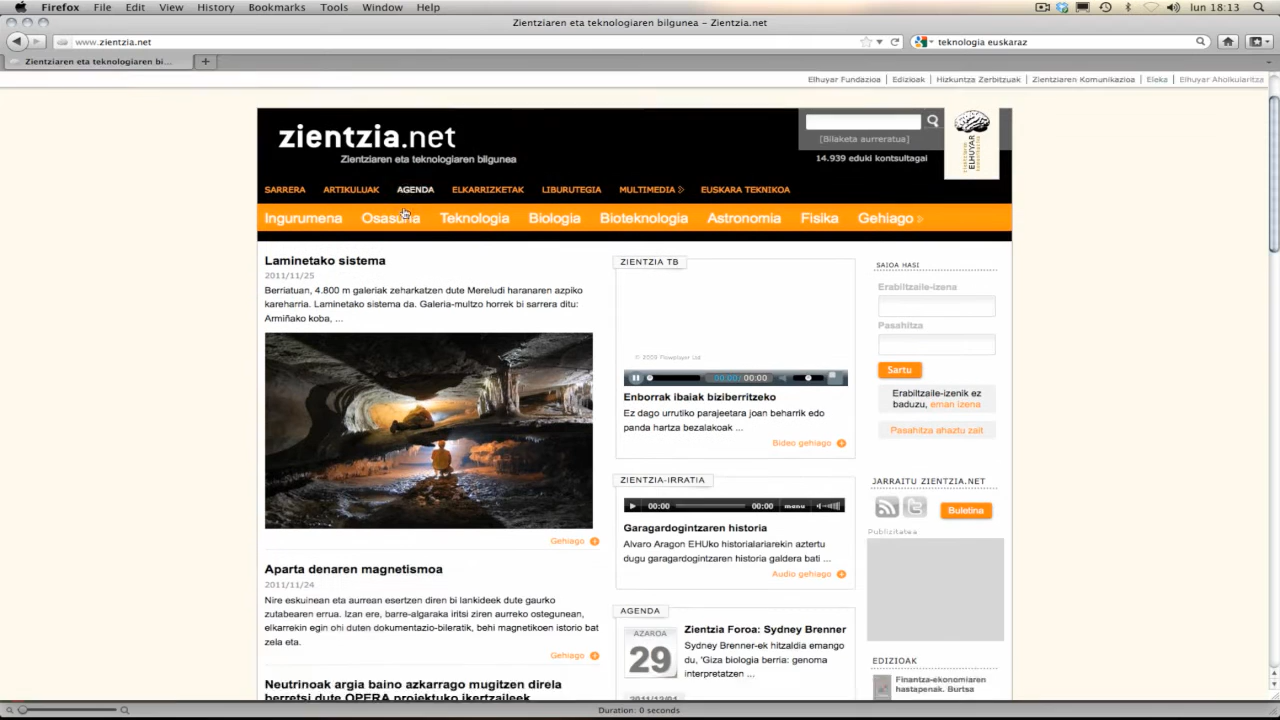 Firefox File Edit View History Bookmarks Tools Window Help lun 18:13
Zientziaren eta teknologiaren bilgunea – Zientzia.net
www.zientzia.net teknologia euskaraz
Zientziaren eta teknologiaren bi...
Elhuyar Fundazioa | Edizioak | Hizkuntza Zerbitzuak | Zientziaren Komunikazioa | Eleka | Elhuyar Aholkularitza
zientzia.net
Zientziaren eta teknologiaren bilgunea
[Bilaketa aurreratua]
14.939 eduki kontsultagai
ELHUYAR
SARRERA ARTIKULUAK AGENDA ELKARRIZKETAK LIBURUTEGIA MULTIMEDIA EUSKARA TEKNIKOA
Ingurumena Osasuna Teknologia Biologia Bioteknologia Astronomia Fisika Gehiago
Laminetako sistema
2011/11/25
Berriatuan, 4.800 m galeriak zeharkatzen dute Mereludi haranaren azpiko
kareharria. Laminetako sistema da. Galeria-multzo horrek bi sarrera ditu:
Armiñako koba, ...
Gehiago
Aparta denaren magnetismoa
2011/11/24
Nire eskuinean eta aurrean esertzen diren bi lankideek dute gaurko
zutabearen errua. Izan ere, barre-algaraka iritsi ziren aurreko ostegunean,
elkarrekin egin ohi duten dokumentazio-bileratik, behi magnetikoen istorio bat
zela eta.
Gehiago
Neutrinoak argia baino azkarrago mugitzen direla
berretsi dute OPERA proiektuko ikertzaileek
ZIENTZIA TB
© 2009 Flowplayer Ltd
00:00/ 00:00
Enborrak ibaiak biziberritzeko
Ez dago urrutiko parajeetara joan beharrik edo
panda hartza bezalakoak ...
Bideo gehiago
ZIENTZIA-IRRATIA
00:00 00:00 menu
Garagardogintzaren historia
Alvaro Aragon EHUko historialariarekin aztertu
dugu garagardogintzaren historia galdera bati ...
Audio gehiago
AGENDA
AZAROA
29
Zientzia Foroa: Sydney Brenner
Sydney Brenner-ek hitzaldia emango
du, 'Giza biologia berria: genoma
interpretatzen ...
2011/12/01
SAIOA HASI
Erabiltzaile-izena
Pasahitza
Sartu
Erabiltzaile-izenik ez
baduzu, eman izena
Pasahitza ahaztu zait
JARRAITU ZIENTZIA.NET
Buletina
Publizitatea
EDIZIOAK
Finantza-ekonomiaren
hastapenak. Burtsa
Duration: 0 seconds